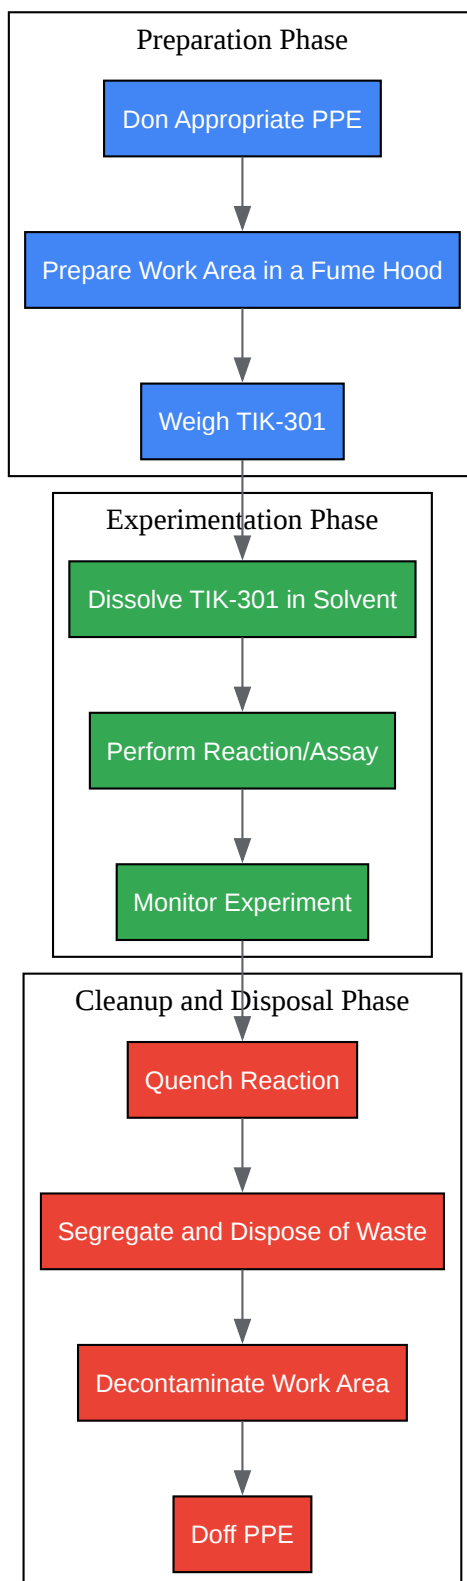 Preparation Phase
Don Appropriate PPE
Prepare Work Area in a Fume Hood
Weigh TIK-301
Experimentation Phase
Dissolve TIK-301 in Solvent
Perform Reaction/Assay
Monitor Experiment
Cleanup and Disposal Phase
Quench Reaction
Segregate and Dispose of Waste
Decontaminate Work Area
Doff PPE